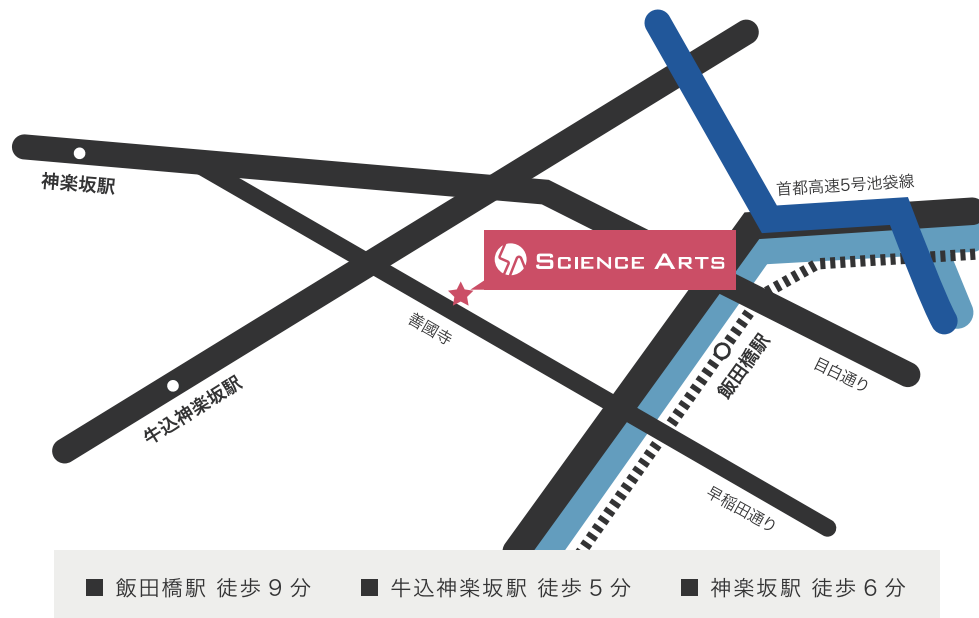 神楽坂駅
首都高速5号池袋線
SCIENCE ARTS
善國寺
飯田橋駅
目白通り
牛込神楽坂駅
早稲田通り
飯田橋駅 徒歩9分
牛込神楽坂駅 徒歩5分
神楽坂駅 徒歩6分